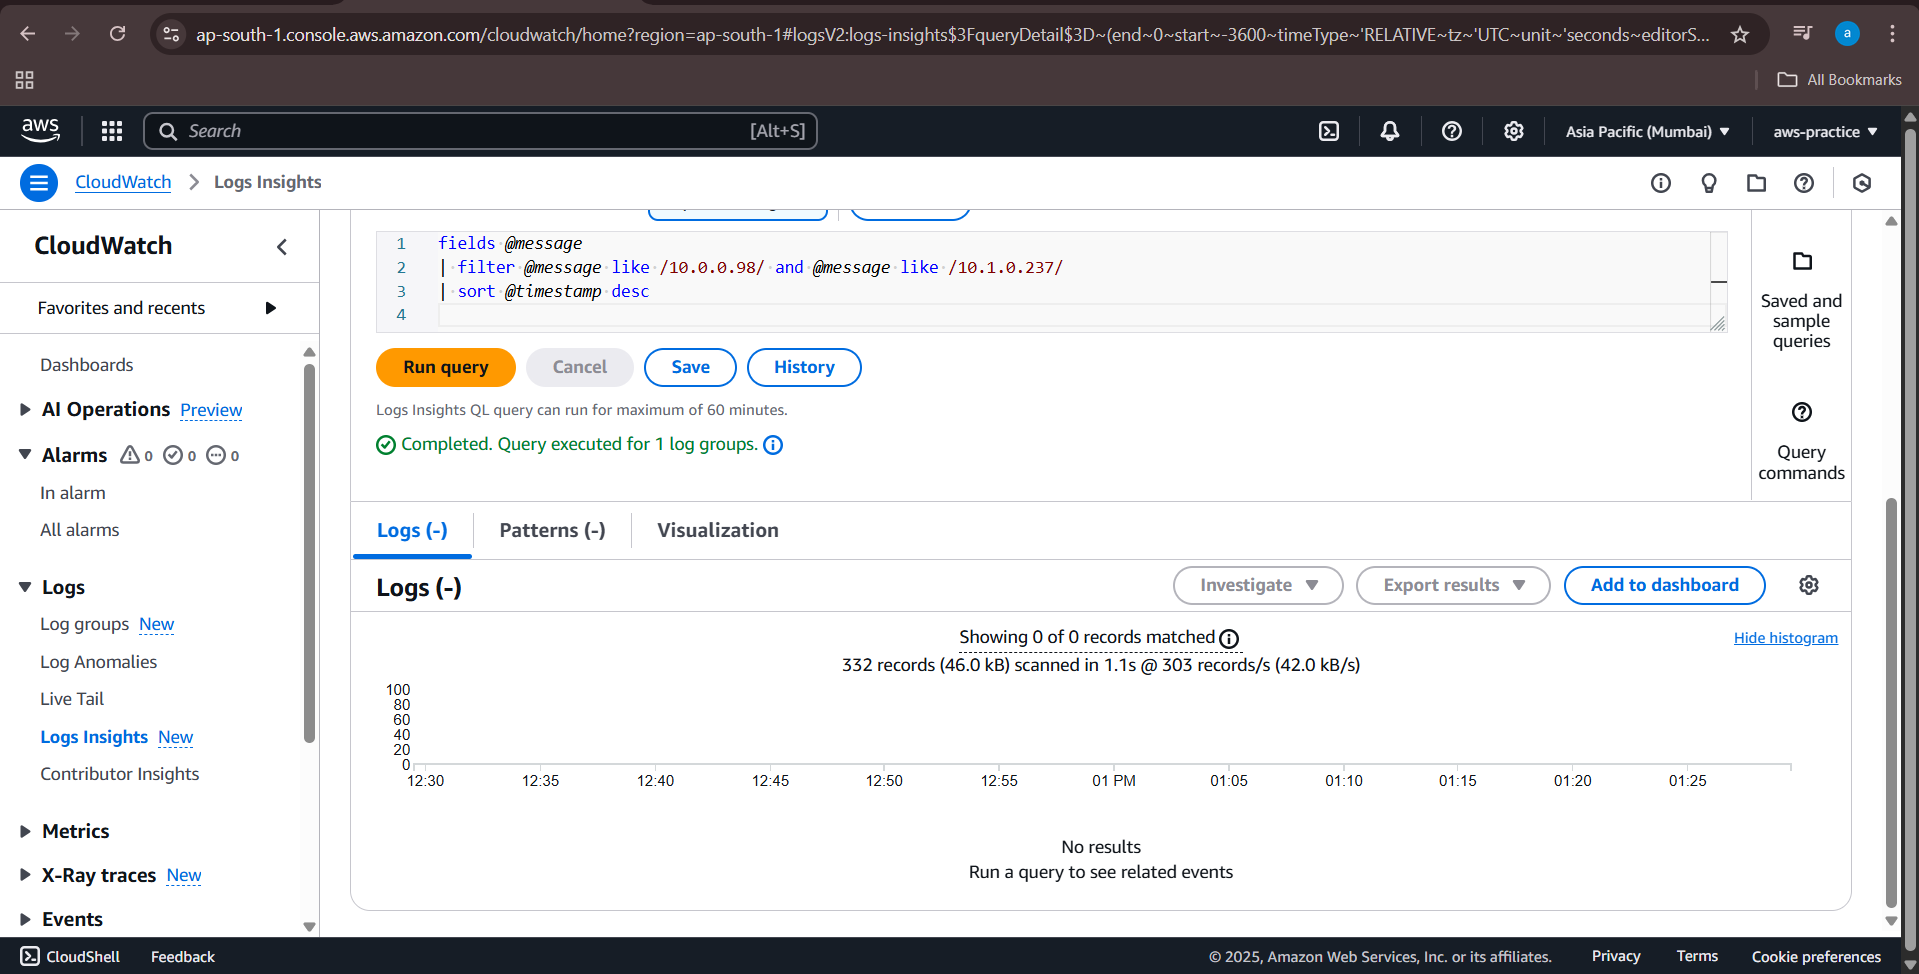 ap-south-1.console.aws.amazon.com/cloudwatch/home?region=ap-south-1#logsV2:logs-insights$3FqueryDetail$3D~(end~0~start~-3600~timeType~'RELATIVE~tz~'UTC~unit~'seconds~editorS...
a
All Bookmarks
aws
Search
[Alt+S]
Asia Pacific (Mumbai)
aws-practice
CloudWatch
Logs Insights
CloudWatch
Favorites and recents
Dashboards
AI Operations Preview
Alarms 0 0 0
In alarm
All alarms
Logs
Log groups New
Log Anomalies
Live Tail
Logs Insights New
Contributor Insights
Metrics
X-Ray traces New
Events
1 fields @message
2 | filter @message like /10.0.0.98/ and @message like /10.1.0.237/
3 | sort @timestamp desc
4
Run query
Cancel
Save
History
Logs Insights QL query can run for maximum of 60 minutes.
Completed. Query executed for 1 log groups.
Saved and
sample
queries
Query
commands
Logs (-)
Patterns (-)
Visualization
Logs (-)
Investigate
Export results
Add to dashboard
Showing 0 of 0 records matched
Hide histogram
332 records (46.0 kB) scanned in 1.1s @ 303 records/s (42.0 kB/s)
100
80
60
40
20
0
12:30 12:35 12:40 12:45 12:50 12:55 01 PM 01:05 01:10 01:15 01:20 01:25
No results
Run a query to see related events
CloudShell
Feedback
© 2025, Amazon Web Services, Inc. or its affiliates.
Privacy
Terms
Cookie preferences